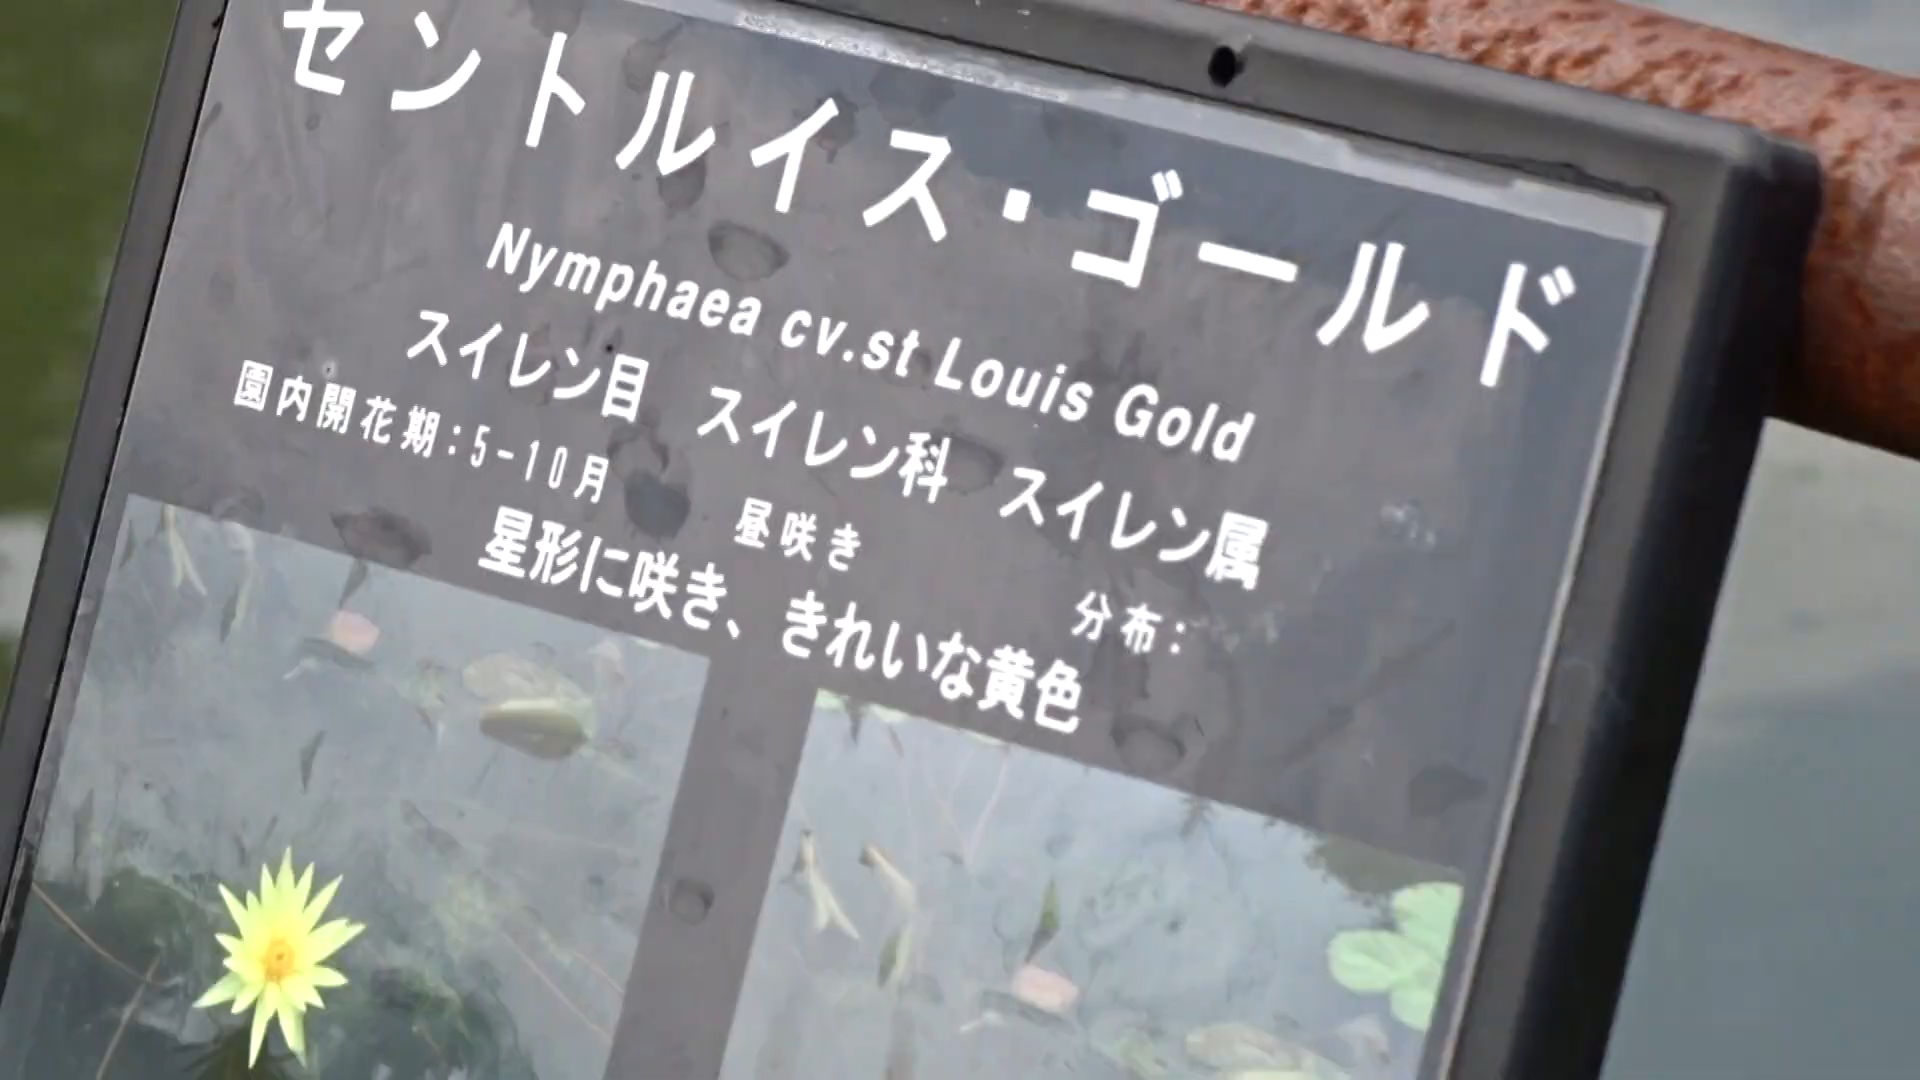 セントルイス・ゴールド
Nymphaea cv.st Louis Gold
スイレン目 スイレン科 スイレン属
園内開花期：5-10月 昼咲き 分布：
星形に咲き、きれいな黄色